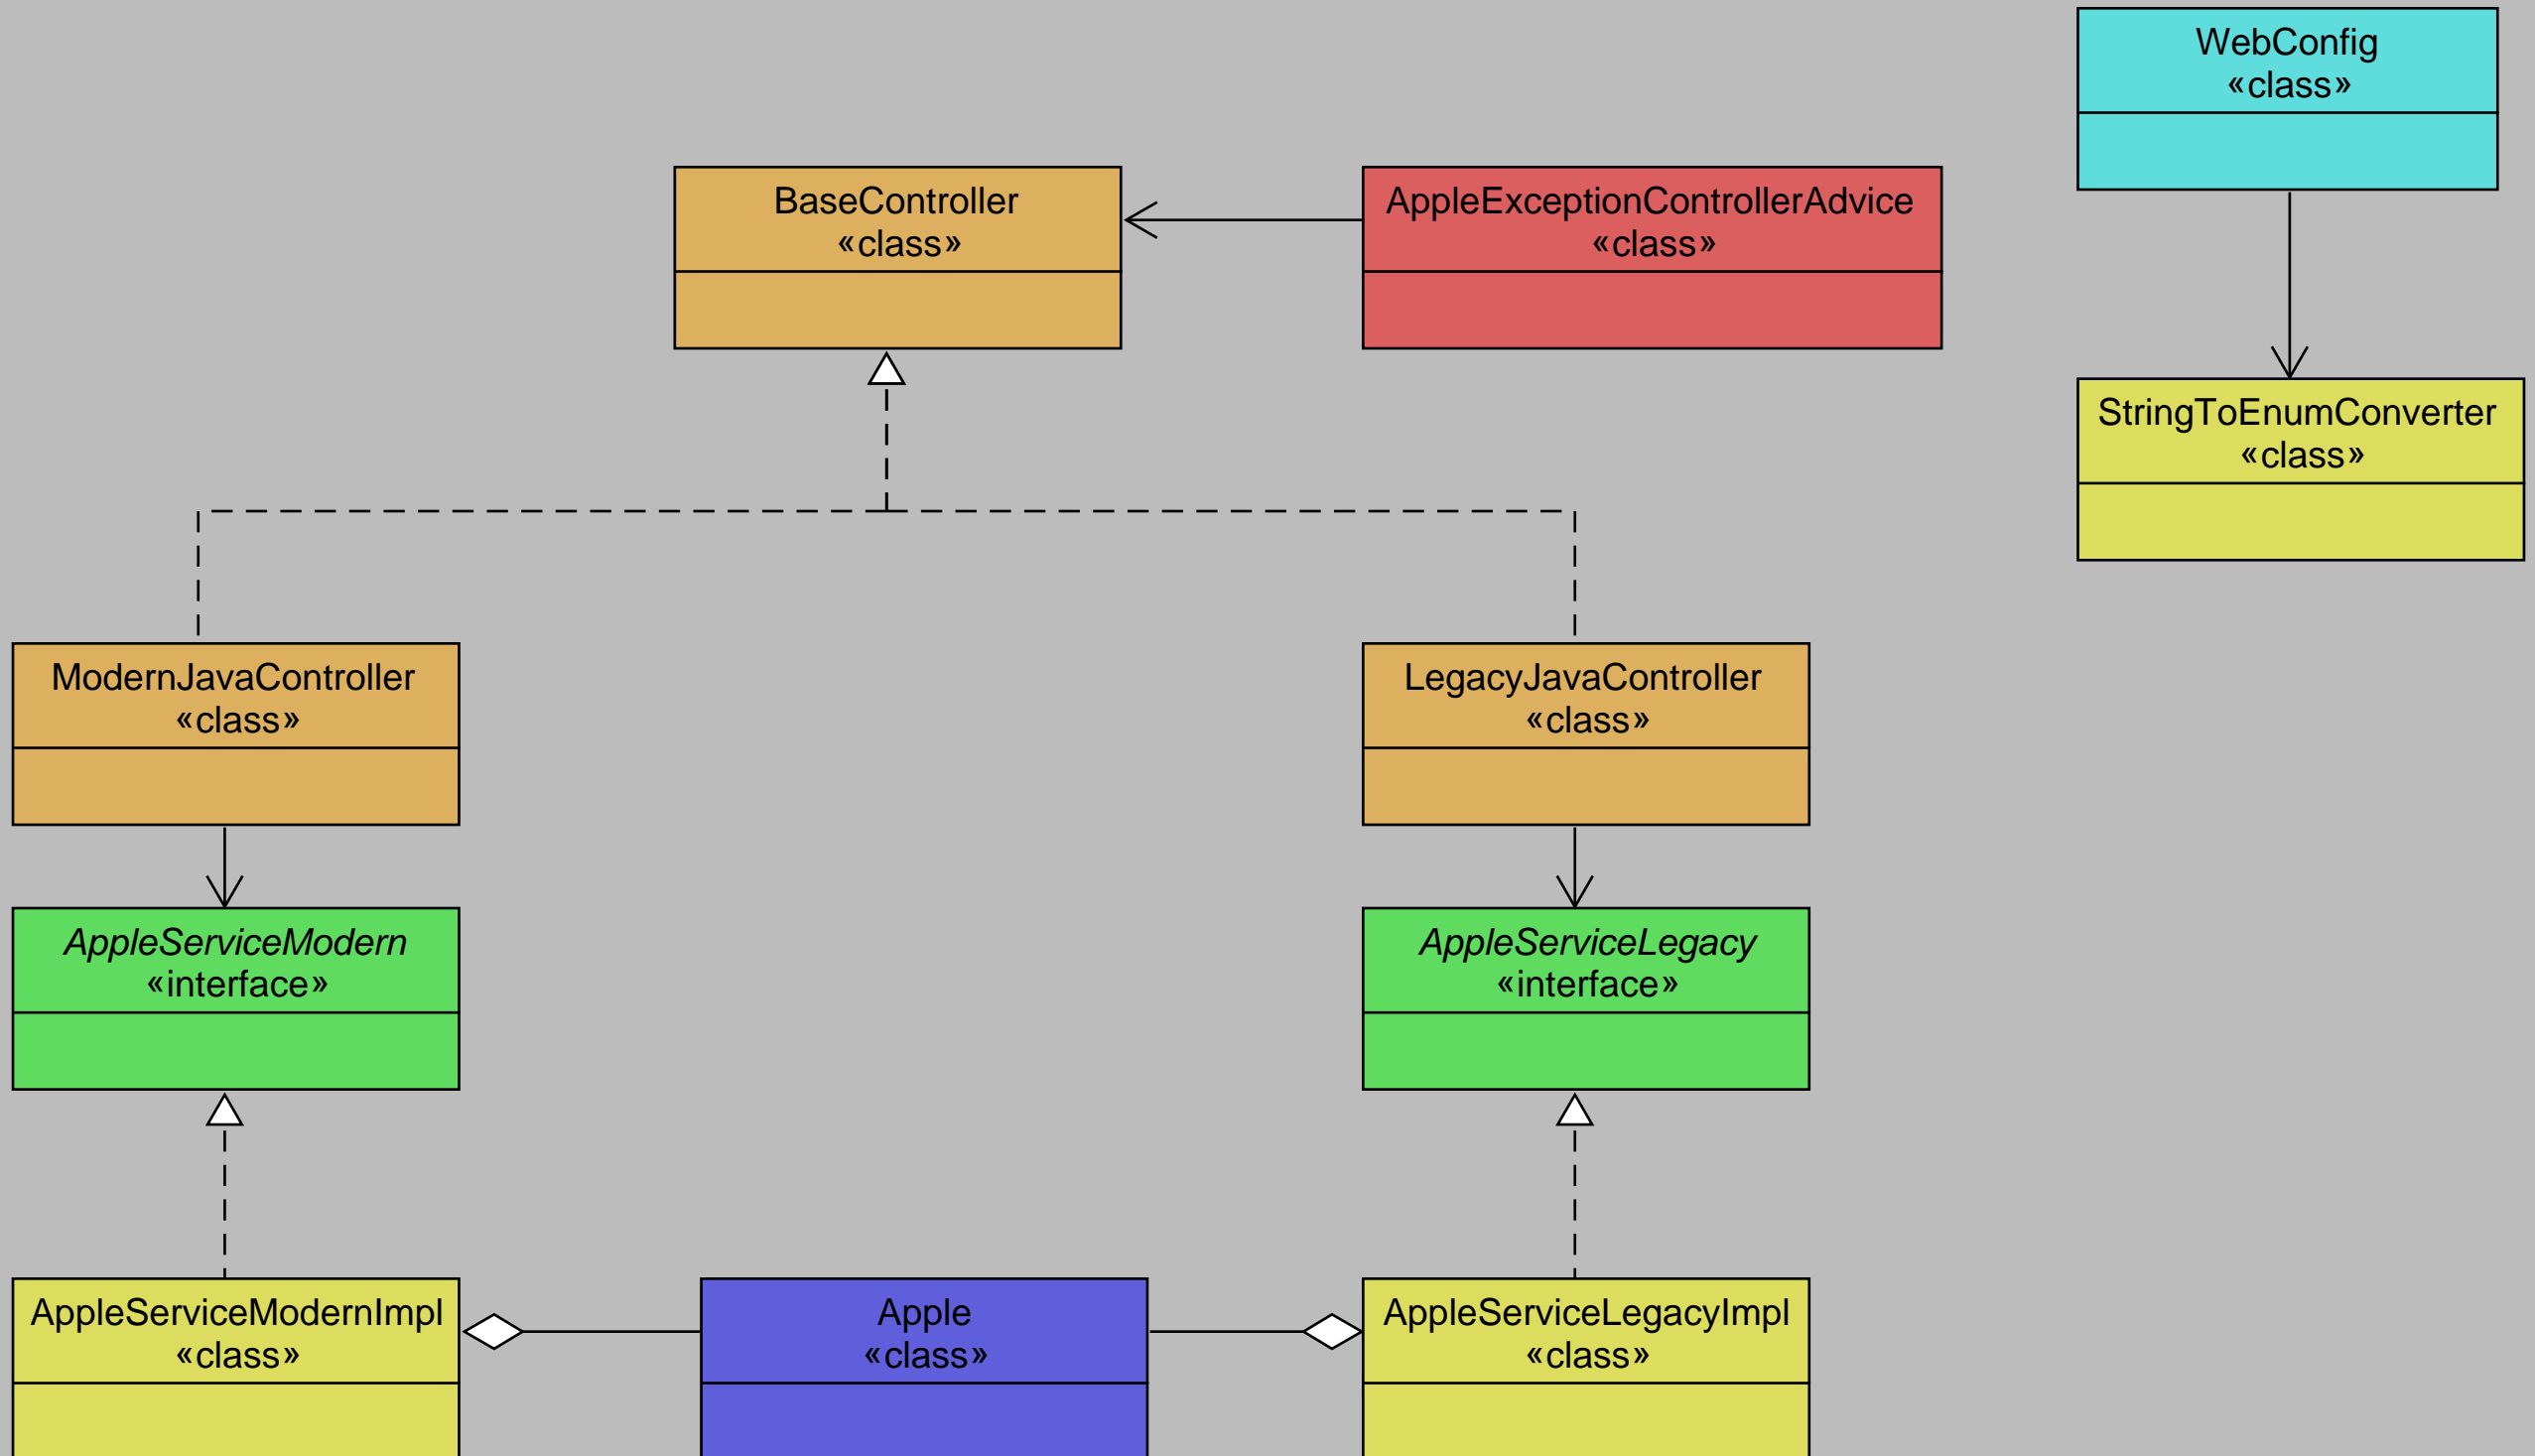 WebConfig
«class»
BaseController
«class»
AppleExceptionControllerAdvice
«class»
StringToEnumConverter
«class»
ModernJavaController
«class»
LegacyJavaController
«class»
AppleServiceModern
«interface»
AppleServiceLegacy
«interface»
AppleServiceModernImpl
«class»
Apple
«class»
AppleServiceLegacyImpl
«class»